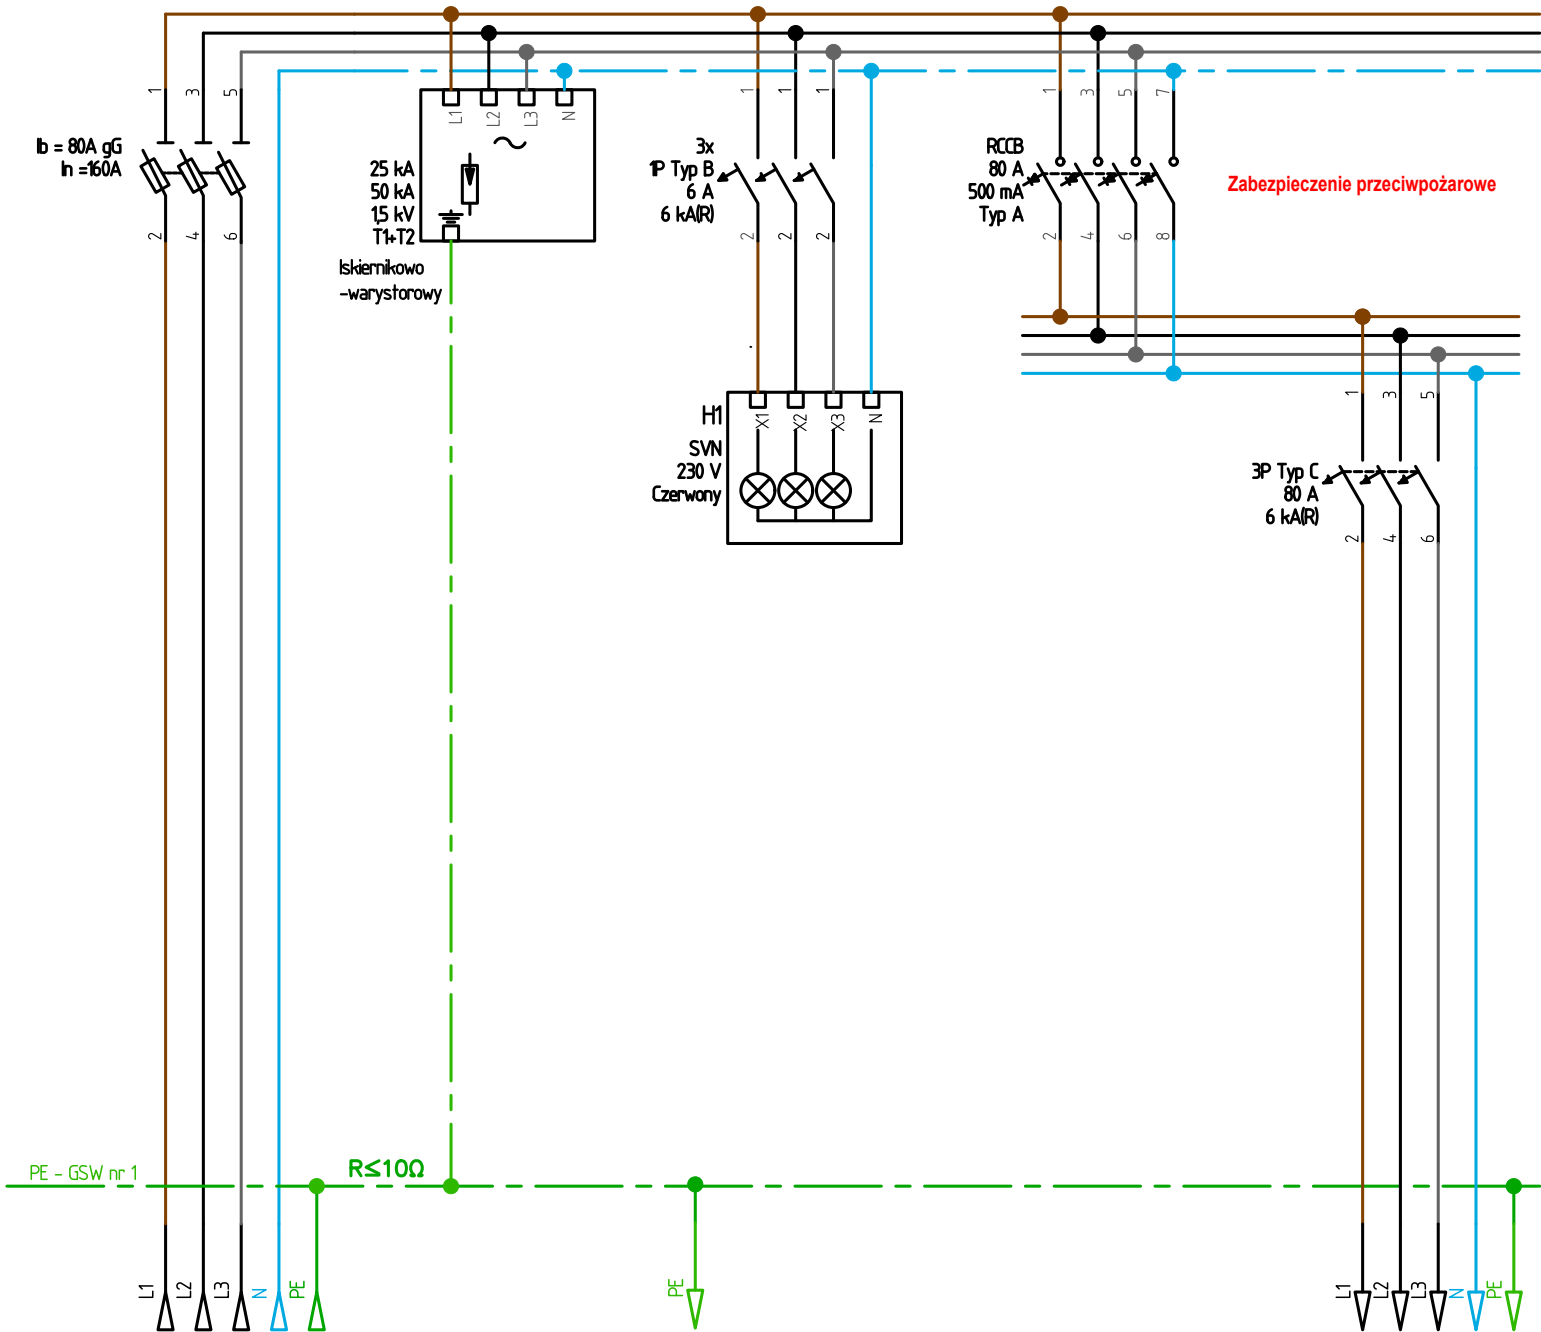 1
3
5
Ib = 80A gG
In =160A
2
4
6
L1
L2
L3
N
25 kA
50 kA
1,5 kV
T1+T2
Iskiernikowo
-warystorowy
1
1
1
3x
1P Typ B
6 A
6 kA(R)
2
2
2
H1
X1
X2
X3
N
SVN
230 V
Czerwony
1
3
5
7
RCCB
80 A
500 mA
Typ A
2
4
6
8
Zabezpieczenie przeciwpożarowe
1
3
5
3P Typ C
80 A
6 kA(R)
2
4
6
PE - GSW nr 1
R≤10Ω
L1
L2
L3
N
PE
PE
L1
L2
L3
N
PE